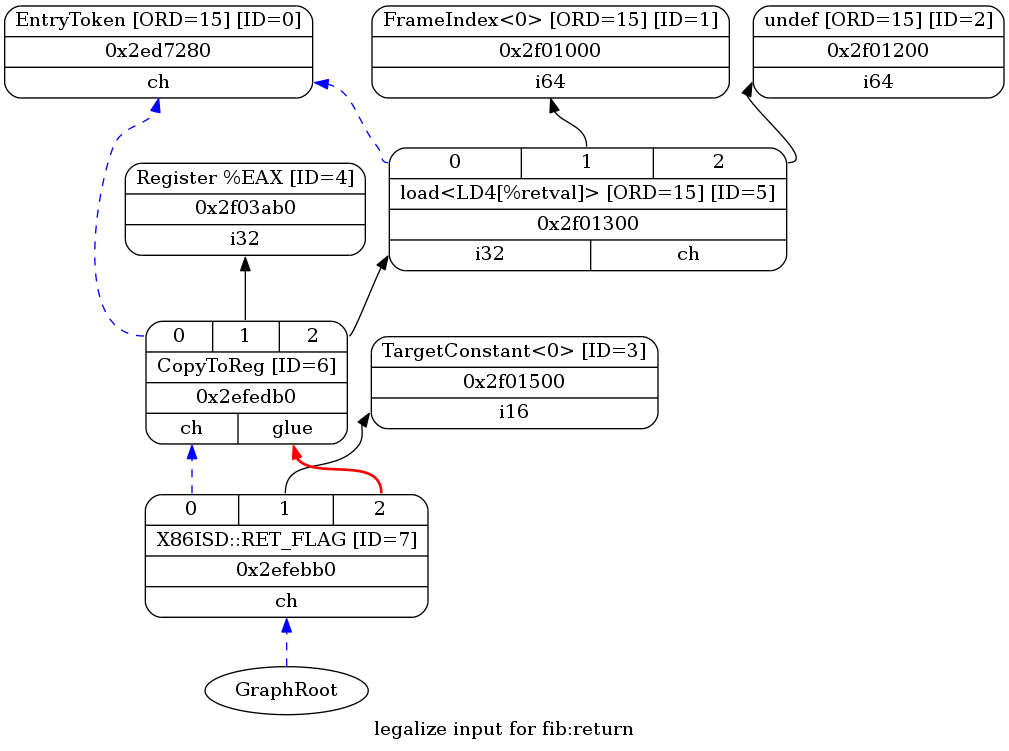 EntryToken [ORD=15] [ID=0]
0x2ed7280
ch
FrameIndex<0> [ORD=15] [ID=1]
0x2f01000
i64
undef [ORD=15] [ID=2]
0x2f01200
i64
Register %EAX [ID=4]
0x2f03ab0
i32
0 1 2
load<LD4[%retval]> [ORD=15] [ID=5]
0x2f01300
i32 ch
0 1 2
CopyToReg [ID=6]
0x2efedb0
ch glue
TargetConstant<0> [ID=3]
0x2f01500
i16
0 1 2
X86ISD::RET_FLAG [ID=7]
0x2efebb0
ch
GraphRoot
legalize input for fib:return